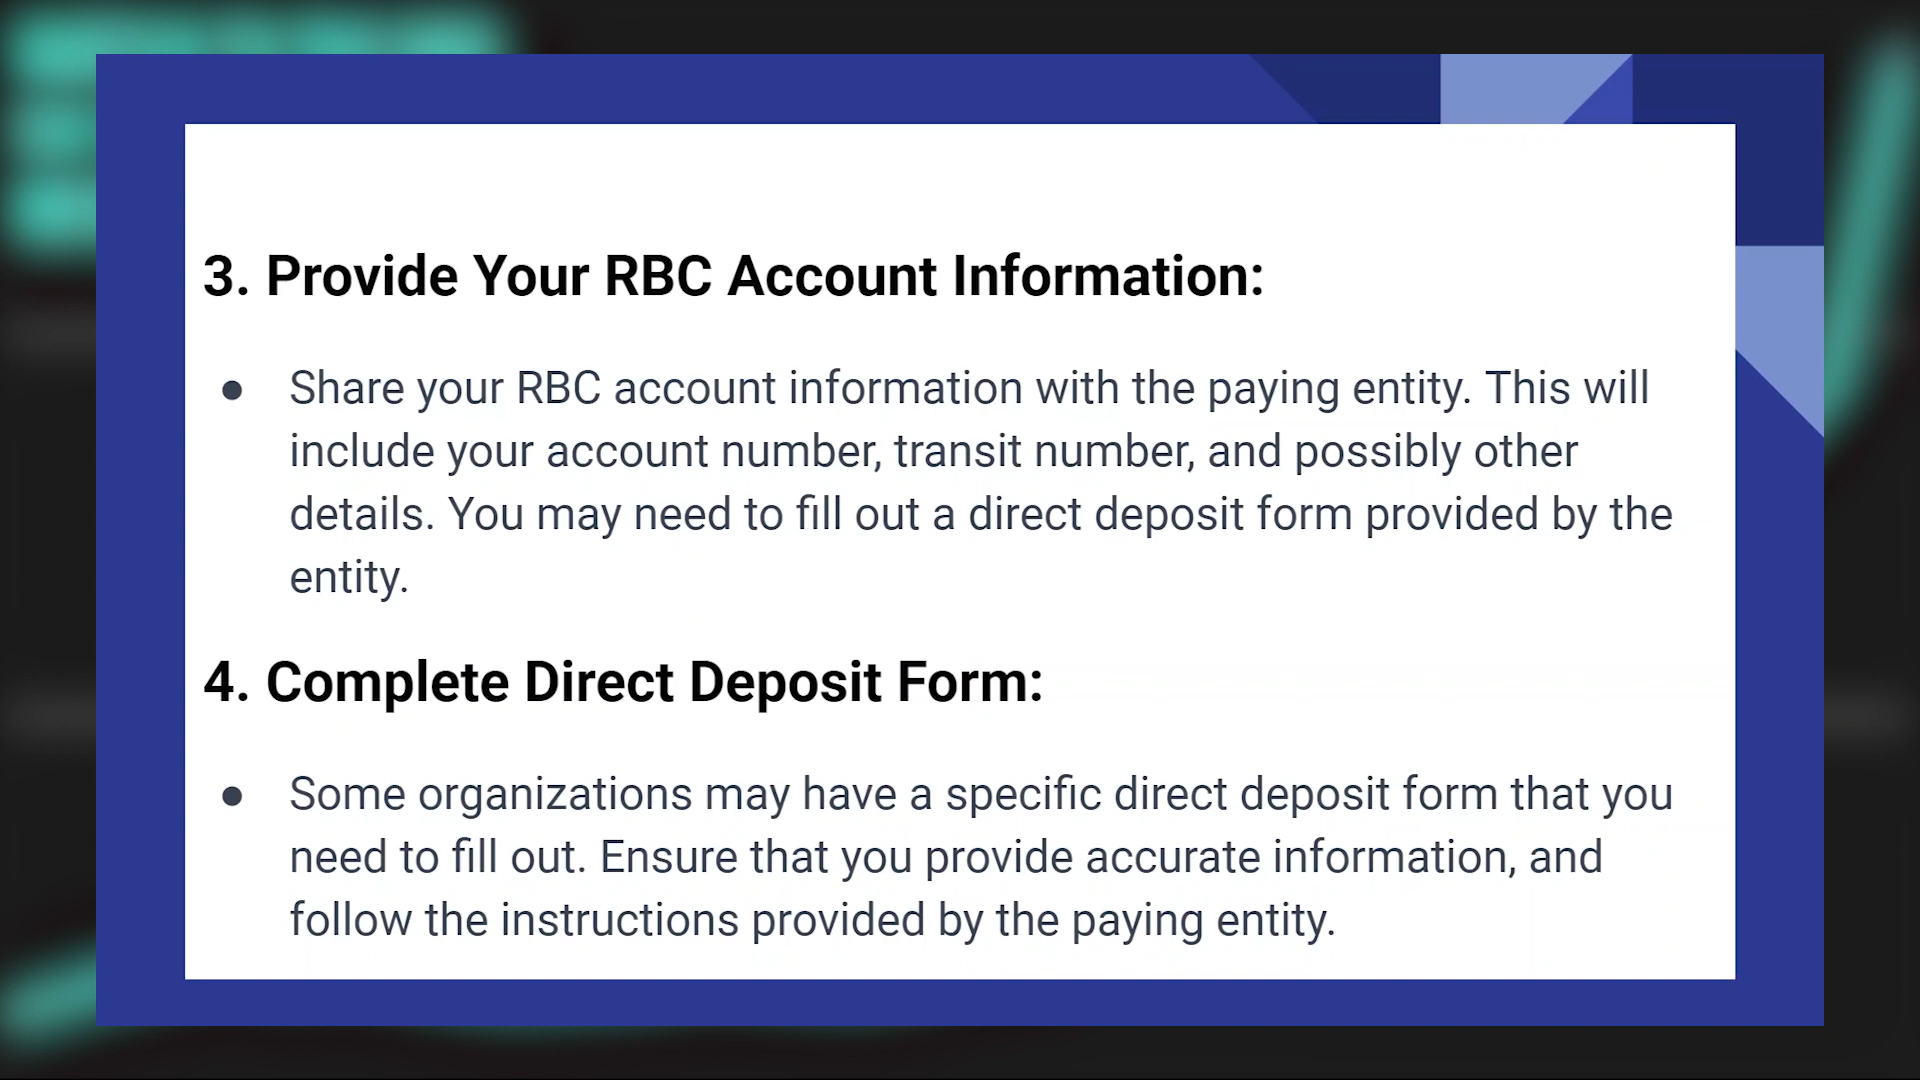 3. Provide Your RBC Account Information:
● Share your RBC account information with the paying entity. This will
include your account number, transit number, and possibly other
details. You may need to fill out a direct deposit form provided by the
entity.
4. Complete Direct Deposit Form:
● Some organizations may have a specific direct deposit form that you
need to fill out. Ensure that you provide accurate information, and
follow the instructions provided by the paying entity.